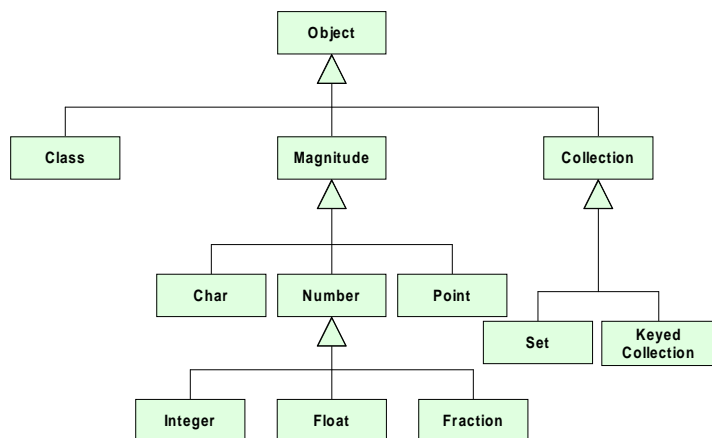 Object
Class
Magnitude
Collection
Char
Number
Point
Set
Keyed
Collection
Integer
Float
Fraction